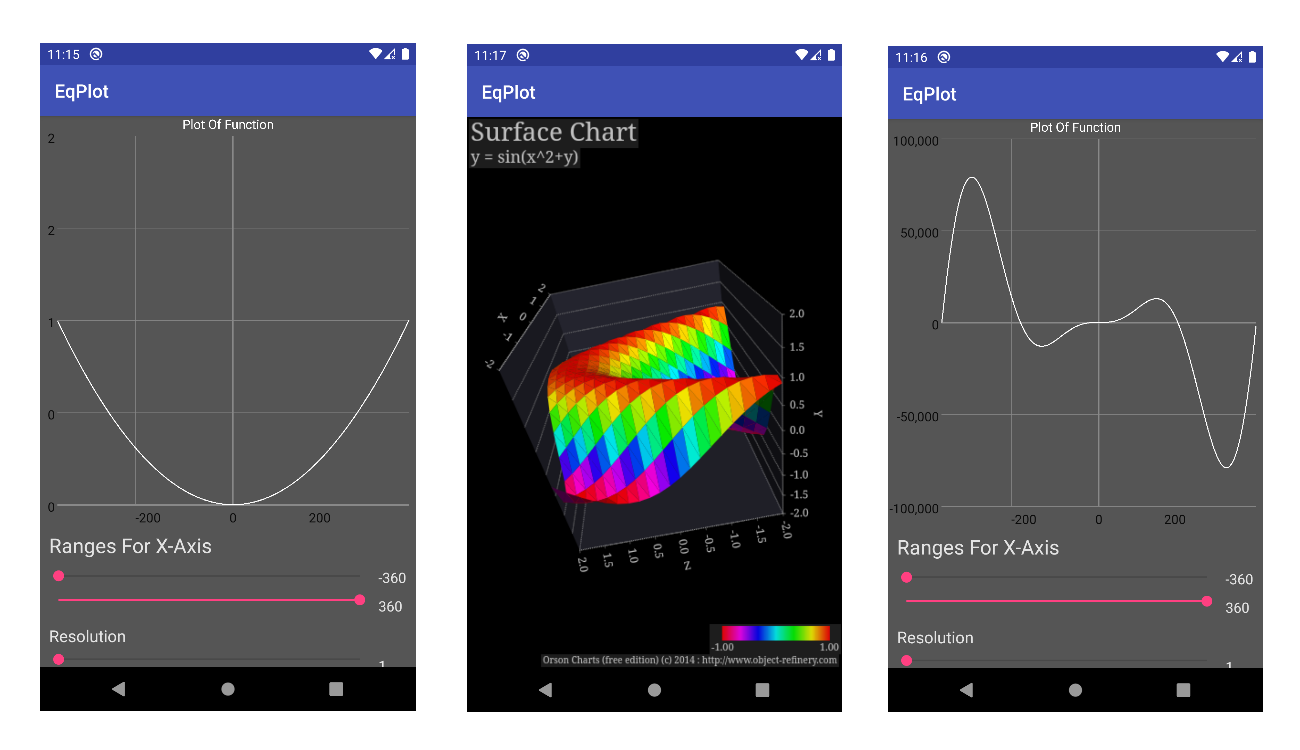 11:15
EqPlot
Plot Of Function
2
2
1
0
0
-200 0 200
Ranges For X-Axis
-360
360
Resolution
1
11:17
EqPlot
Surface Chart
y = sin(x^2+y)
2
1
0
-1
-2
X
2.0
1.5
1.0
0.5
0.0
-0.5
-1.0
-1.5
-2.0
Y
2.0 1.5 1.0 0.5 0.0 -0.5 -1.0 -1.5 -2.0
Z
-1.00 1.00
Orson Charts (free edition) (c) 2014 : http://www.object-refinery.com
11:16
EqPlot
Plot Of Function
100,000
50,000
0
-50,000
-100,000
-200 0 200
Ranges For X-Axis
-360
360
Resolution
1